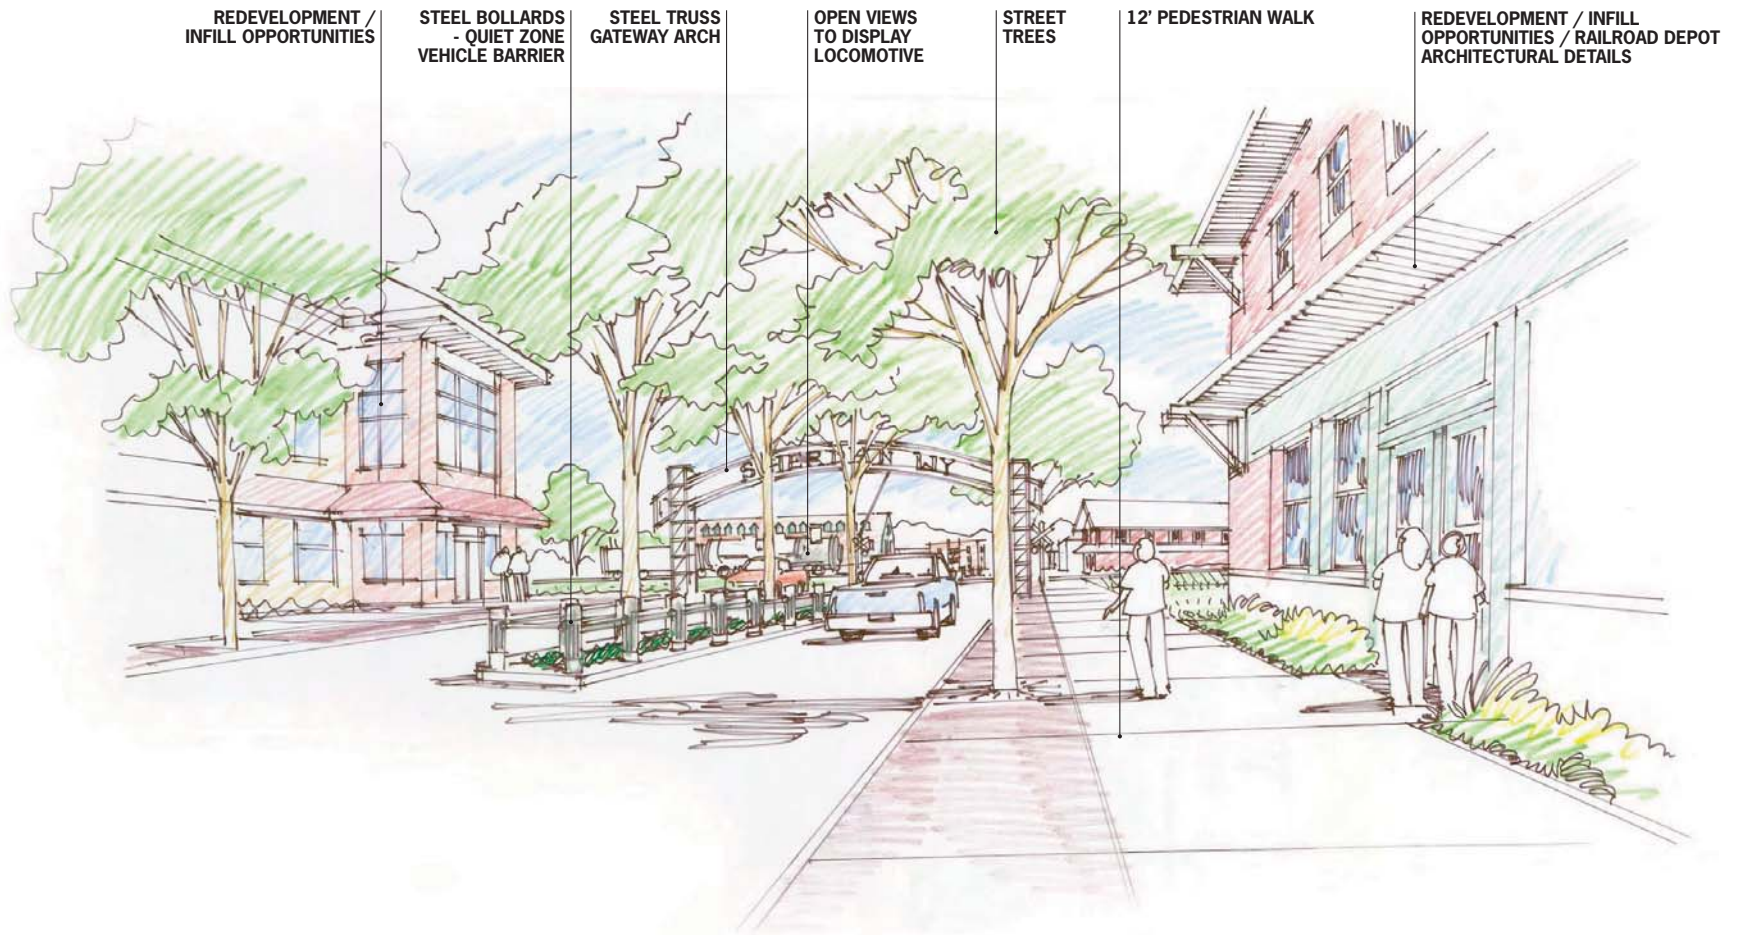 REDEVELOPMENT /
INFILL OPPORTUNITIES
STEEL BOLLARDS
- QUIET ZONE
VEHICLE BARRIER
STEEL TRUSS
GATEWAY ARCH
OPEN VIEWS
TO DISPLAY
LOCOMOTIVE
STREET
TREES
12’ PEDESTRIAN WALK
REDEVELOPMENT / INFILL
OPPORTUNITIES / RAILROAD DEPOT
ARCHITECTURAL DETAILS
WY